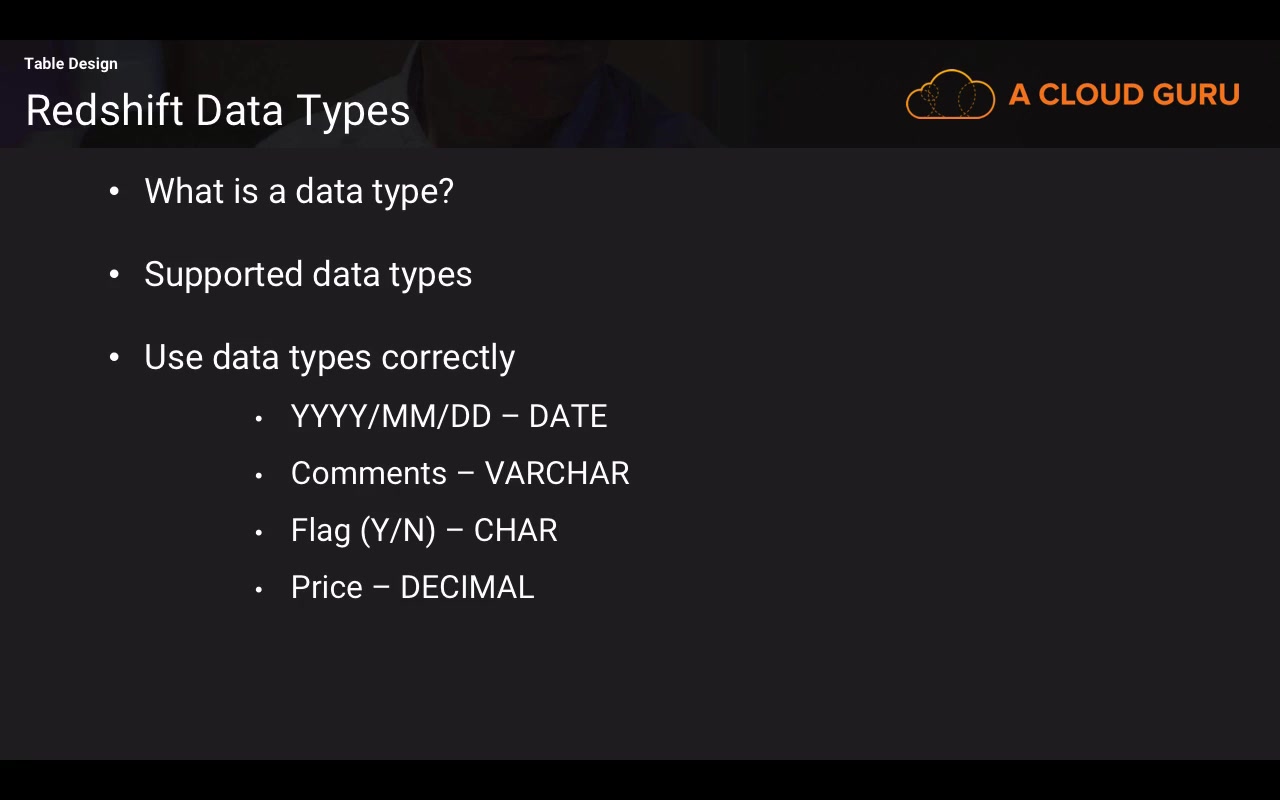 Table Design
Redshift Data Types
A CLOUD GURU
• What is a data type?
• Supported data types
• Use data types correctly
• YYYY/MM/DD – DATE
• Comments – VARCHAR
• Flag (Y/N) – CHAR
• Price – DECIMAL